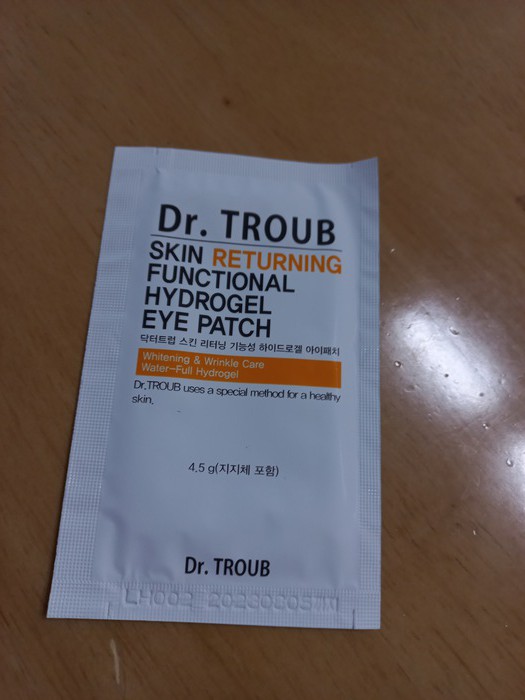 Dr. TROUB
SKIN RETURNING
FUNCTIONAL
HYDROGEL
EYE PATCH
닥터트럽 스킨 리터닝 기능성 하이드로겔 아이패치
Whitening & Wrinkle Care
Water-Full Hydrogel
Dr.TROUB uses a special method for a healthy
skin.
4.5 g(지지체 포함)
Dr. TROUB
LH002